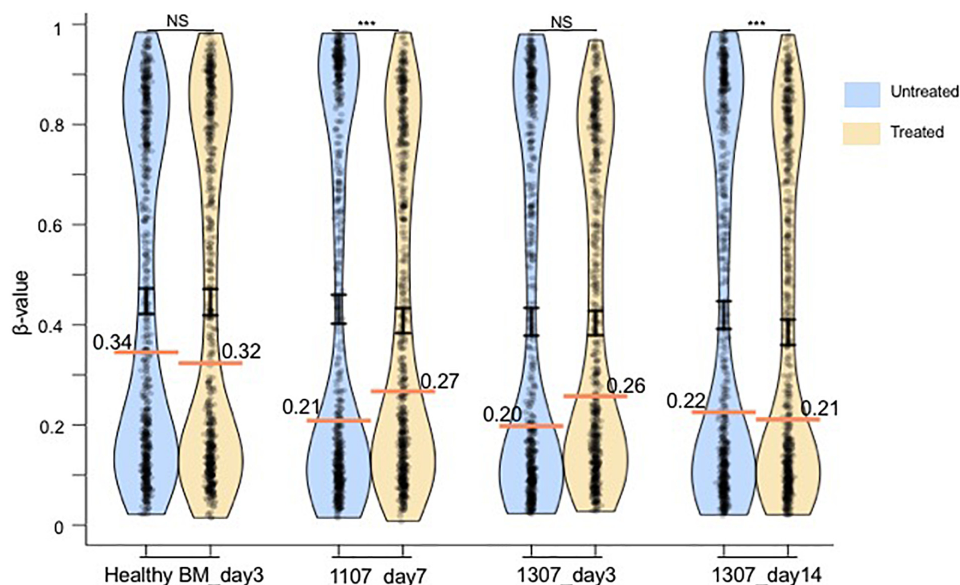 NS
***
NS
***
1
0.8
0.6
0.4
0.2
0
β-value
0.34
0.32
0.21
0.27
0.20
0.26
0.22
0.21
Untreated
Treated
Healthy BM_day3
1107_day7
1307_day3
1307_day14